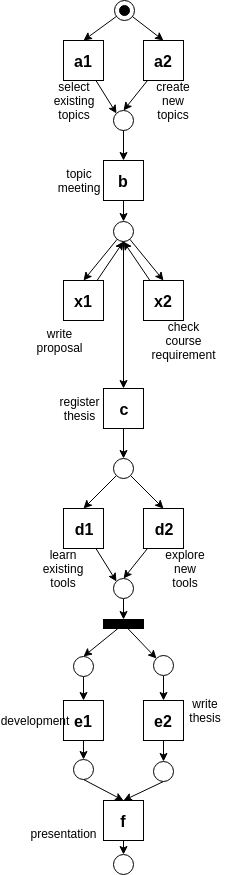 a1
a2
select
existing
topics
create
new
topics
b
topic
meeting
x1
x2
write
proposal
check
course
requirement
c
register
thesis
d1
d2
learn
existing
tools
explore
new
tools
development
e1
e2
write
thesis
f
presentation